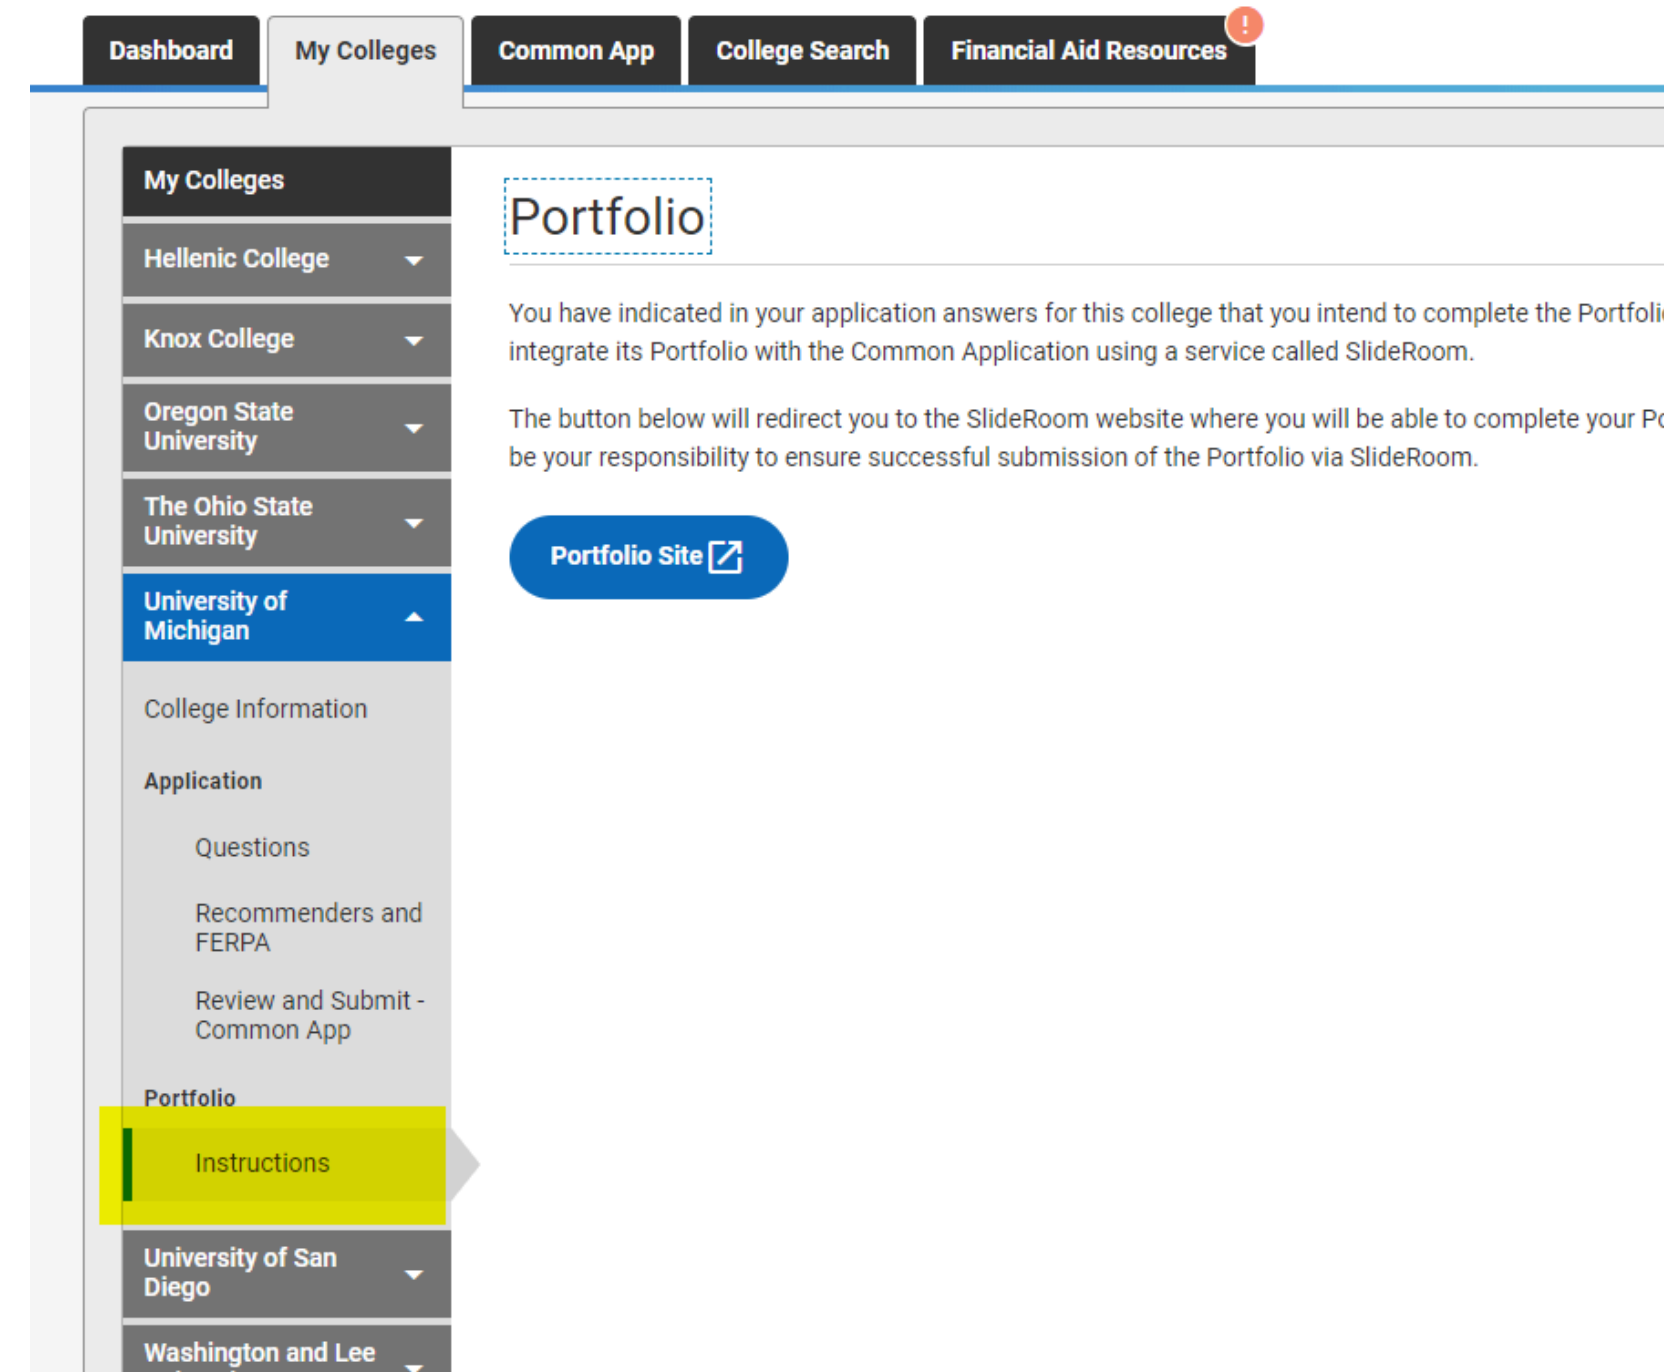 Dashboard
My Colleges
Common App
College Search
Financial Aid Resources
!
My Colleges
Hellenic College
Knox College
Oregon State
University
The Ohio State
University
University of
Michigan
College Information
Application
Questions
Recommenders and
FERPA
Review and Submit -
Common App
Portfolio
Instructions
University of San
Diego
Washington and Lee
Portfolio
You have indicated in your application answers for this college that you intend to complete the
integrate its Portfolio with the Common Application using a service called SlideRoom.
The button below will redirect you to the SlideRoom website where you will be able to complete your
be your responsibility to ensure successful submission of the Portfolio via SlideRoom.
Portfolio Site